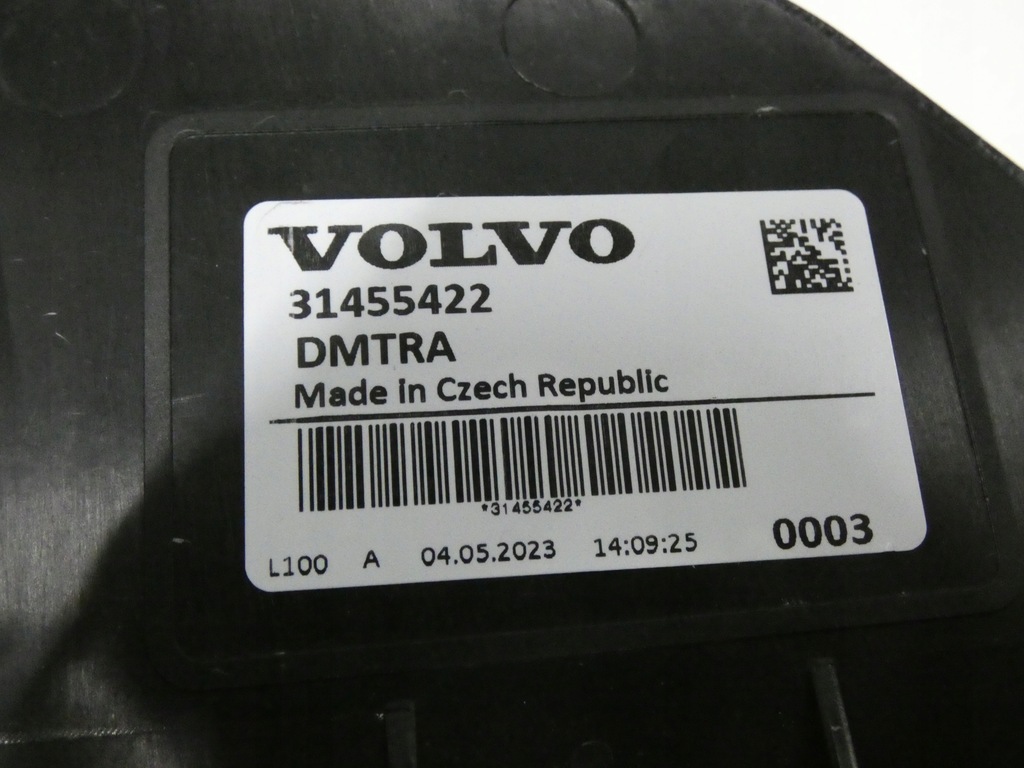 VOLVO
31455422
DMTRA
Made in Czech Republic
*31455422*
L100 A 04.05.2023 14:09:25 0003